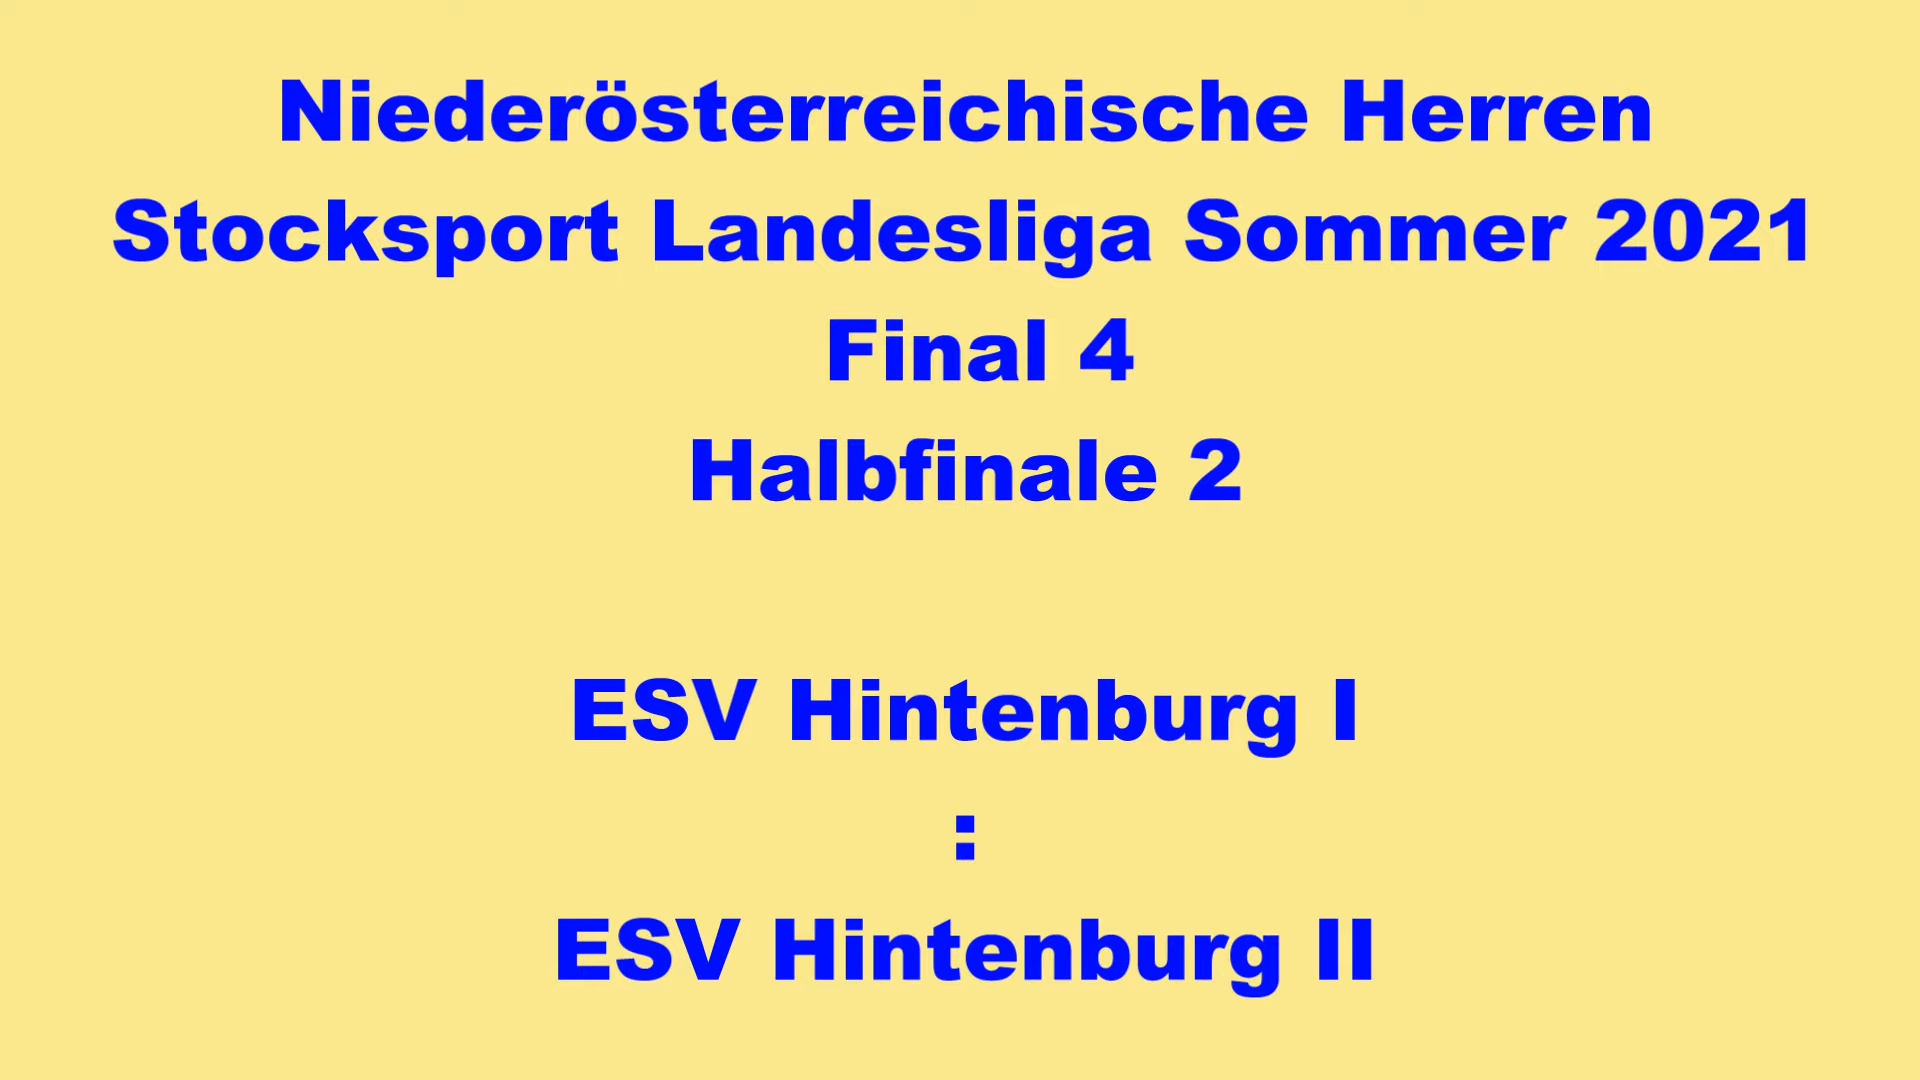 Niederösterreichische Herren
Stocksport Landesliga Sommer 2021
Final 4
Halbfinale 2
ESV Hintenburg I
:
ESV Hintenburg II